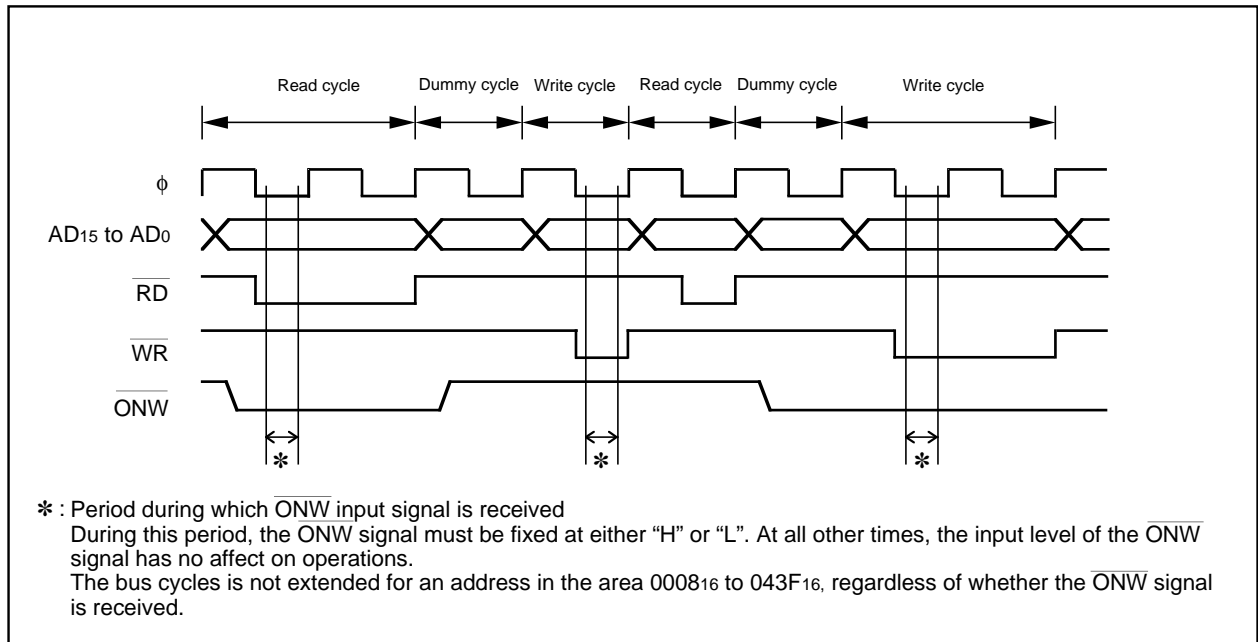 Read cycle Dummy cycle Write cycle Read cycle Dummy cycle Write cycle
ϕ
AD15 to AD0
RD
WR
ONW
✽ ✽ ✽
✽ : Period during which ONW input signal is received
During this period, the ONW signal must be fixed at either “H” or “L”. At all other times, the input level of the ONW
signal has no affect on operations.
The bus cycles is not extended for an address in the area 000816 to 043F16, regardless of whether the ONW signal
is received.